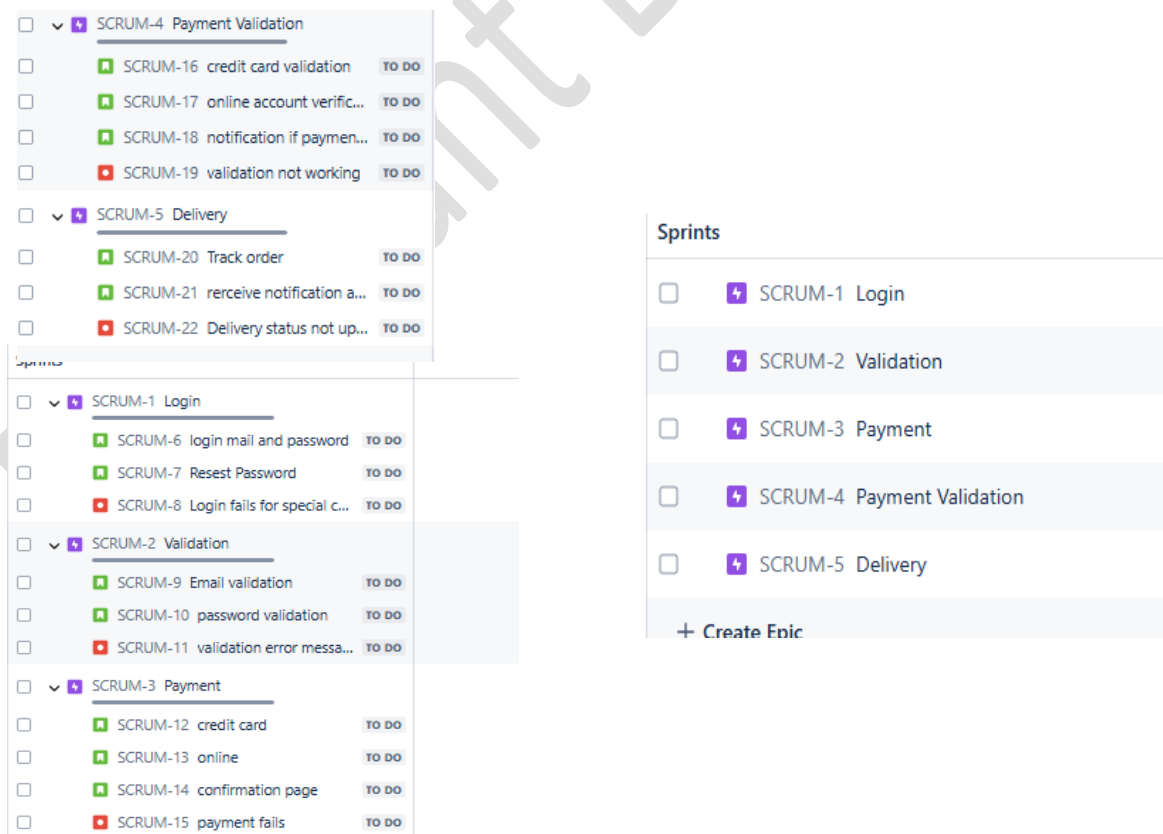 SCRUM-4 Payment Validation
SCRUM-16 credit card validation TO DO
SCRUM-17 online account verific... TO DO
SCRUM-18 notification if paymen... TO DO
SCRUM-19 validation not working TO DO
SCRUM-5 Delivery
SCRUM-20 Track order TO DO
SCRUM-21 rerceive notification a... TO DO
SCRUM-22 Delivery status not up... TO DO
Sprints
SCRUM-1 Login
SCRUM-6 login mail and password TO DO
SCRUM-7 Resest Password TO DO
SCRUM-8 Login fails for special c... TO DO
SCRUM-2 Validation
SCRUM-9 Email validation TO DO
SCRUM-10 password validation TO DO
SCRUM-11 validation error messa... TO DO
SCRUM-3 Payment
SCRUM-12 credit card TO DO
SCRUM-13 online TO DO
SCRUM-14 confirmation page TO DO
SCRUM-15 payment fails TO DO
Sprints
SCRUM-1 Login
SCRUM-2 Validation
SCRUM-3 Payment
SCRUM-4 Payment Validation
SCRUM-5 Delivery
+ Create Epic